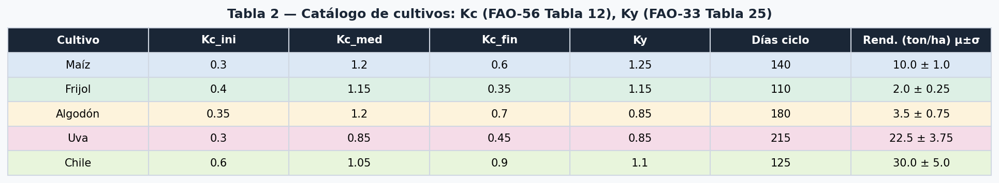 Tabla 2 — Catálogo de cultivos: Kc (FAO-56 Tabla 12), Ky (FAO-33 Tabla 25)
Cultivo Kc_ini Kc_med Kc_fin Ky Días ciclo Rend. (ton/ha) μ±σ
Maíz 0.3 1.2 0.6 1.25 140 10.0 ± 1.0
Frijol 0.4 1.15 0.35 1.15 110 2.0 ± 0.25
Algodón 0.35 1.2 0.7 0.85 180 3.5 ± 0.75
Uva 0.3 0.85 0.45 0.85 215 22.5 ± 3.75
Chile 0.6 1.05 0.9 1.1 125 30.0 ± 5.0